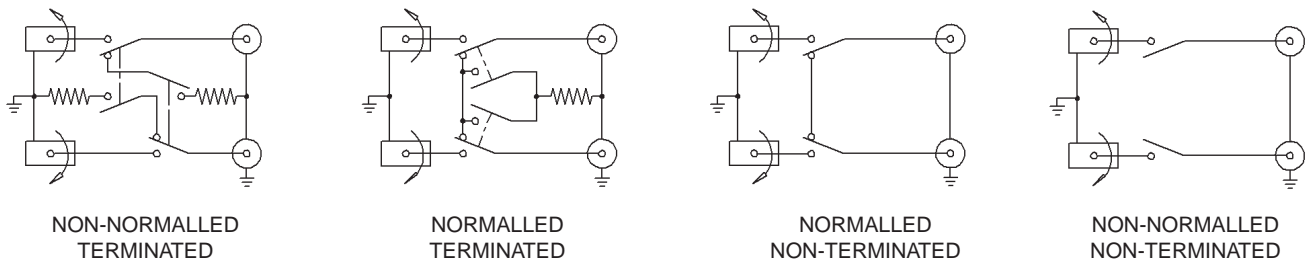 NON-NORMALLED
TERMINATED
NORMALLED
TERMINATED
NORMALLED
NON-TERMINATED
NON-NORMALLED
NON-TERMINATED